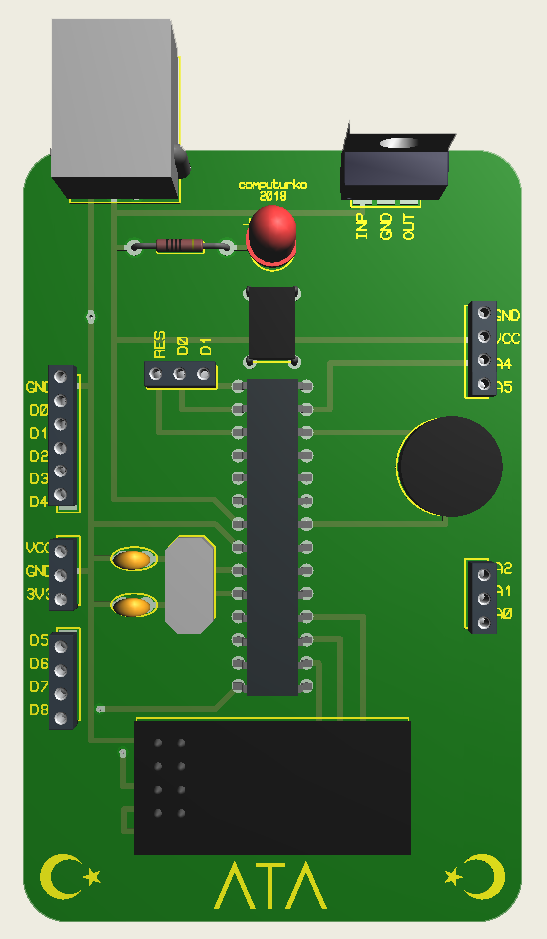 computurko
2018
INP
GND
OUT
RES
D0
D1
GND
VCC
A4
A5
GND
D0
D1
D2
D3
D4
VCC
GND
3V3
A2
A1
A0
D5
D6
D7
D8
ATA